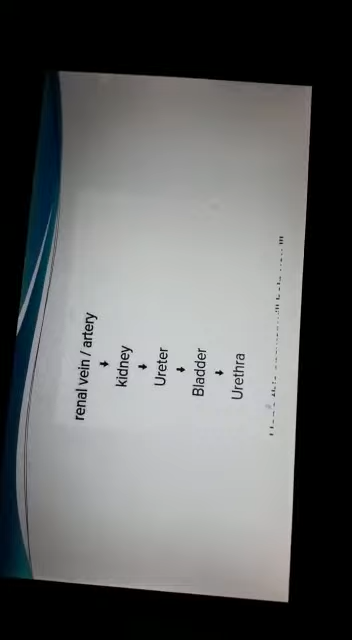 renal vein / artery
↓
kidney
↓
Ureter
↓
Bladder
↓
Urethra